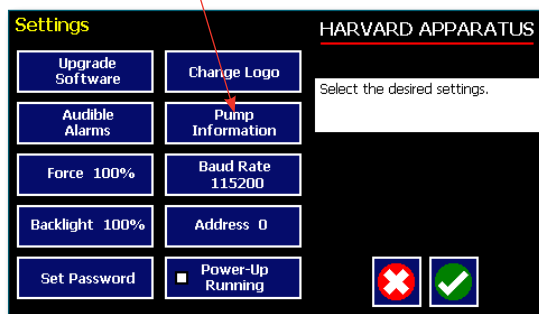 Settings
HARVARD APPARATUS
Upgrade
Software
Change Logo
Select the desired settings.
Audible
Alarms
Pump
Information
Force 100%
Baud Rate
115200
Backlight 100%
Address 0
Set Password
Power-Up
Running